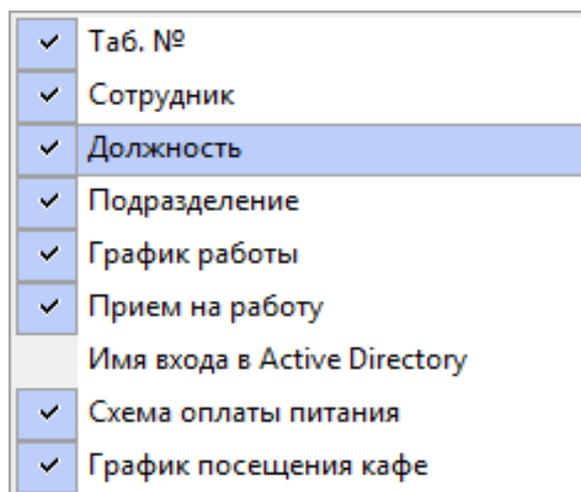 Таб. №
Сотрудник
Должность
Подразделение
График работы
Прием на работу
Имя входа в Active Directory
Схема оплаты питания
График посещения кафе